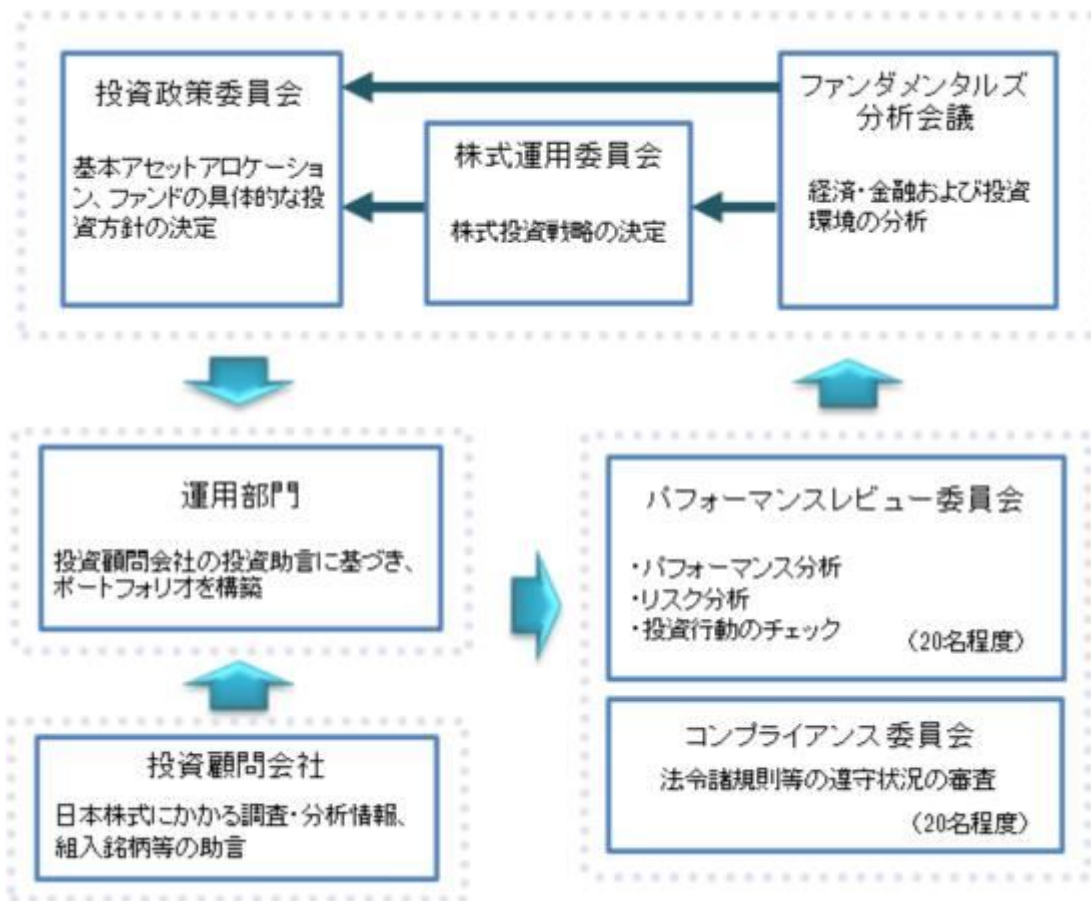 投資政策委員会
基本アセットアロケーショ
ン、ファンドの具体的な投
資方針の決定
株式運用委員会
株式投資戦略の決定
ファンダメンタルズ
分析会議
経済・金融および投資
環境の分析
運用部門
投資顧問会社の投資助言に基づき、
ポートフォリオを構築
投資顧問会社
日本株式にかかる調査・分析情報、
組入銘柄等の助言
パフォーマンスレビュー委員会
・パフォーマンス分析
・リスク分析
・投資行動のチェック
（20名程度）
コンプライアンス委員会
法令諸規則等の遵守状況の審査
（20名程度）